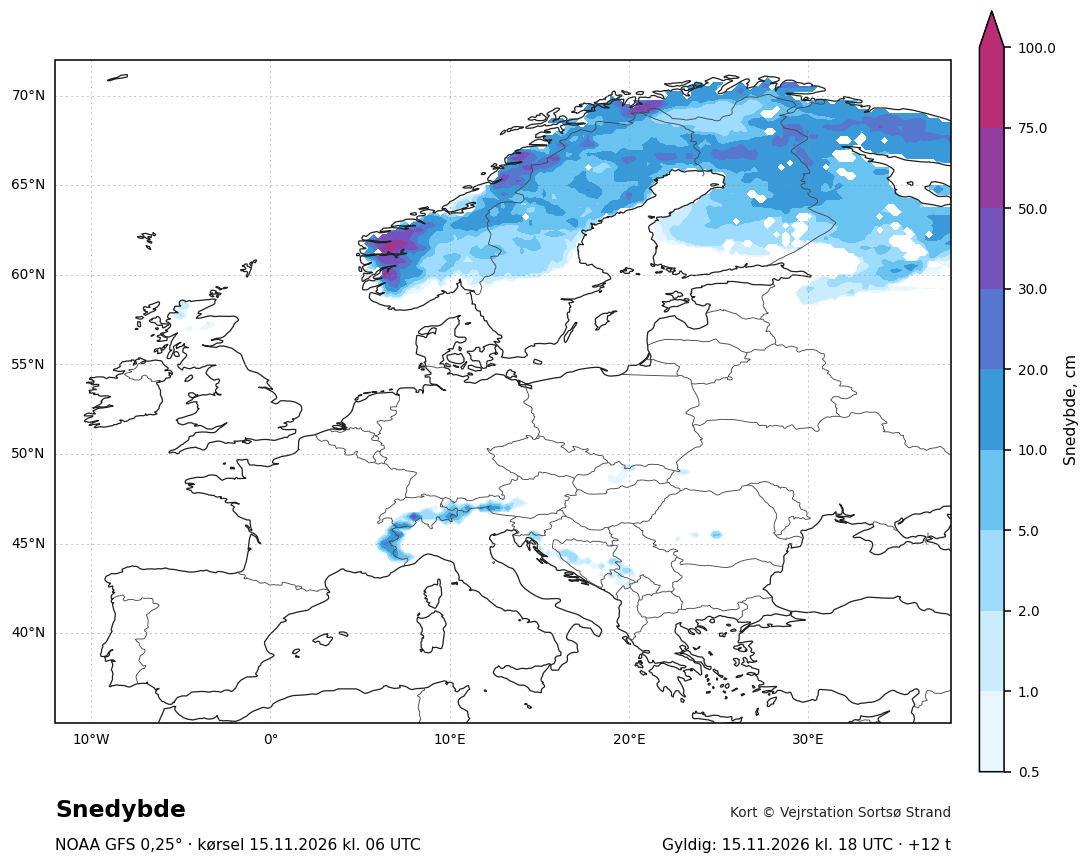 100.0
75.0
50.0
30.0
20.0
10.0
5.0
2.0
1.0
0.5
Snedybde, cm
70°N
65°N
60°N
55°N
50°N
45°N
40°N
10°W 0° 10°E 20°E 30°E
Snedybde
Kort © Vejrstation Sortsø Strand
NOAA GFS 0,25° · kørsel 15.11.2026 kl. 06 UTC
Gyldig: 15.11.2026 kl. 18 UTC · +12 t